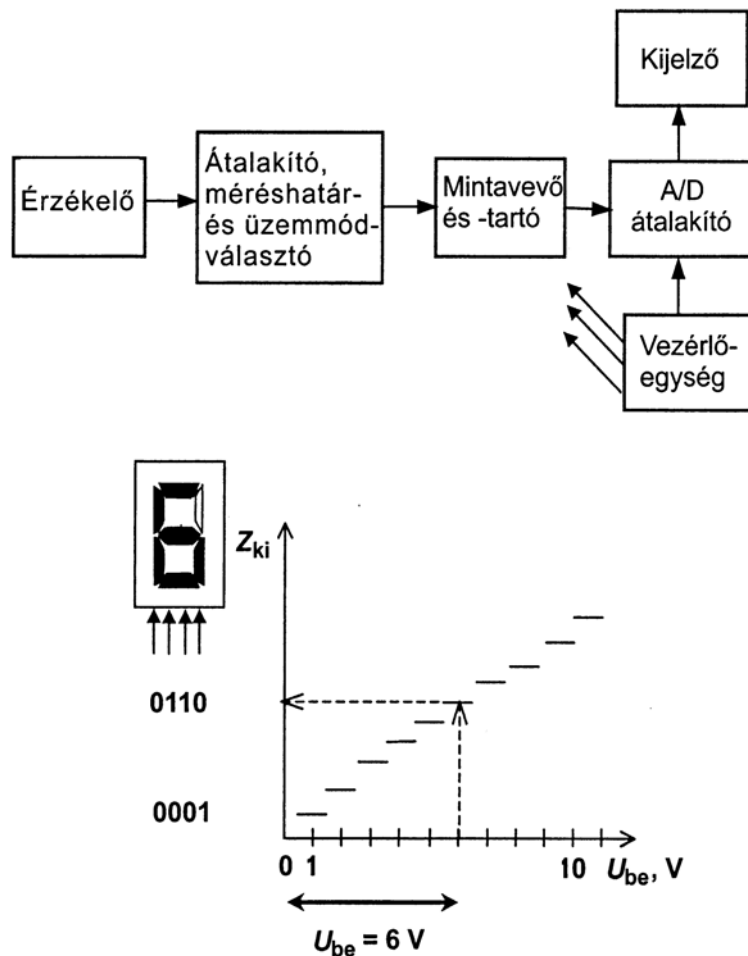 Kijelző
Érzékelő
Átalakító,
méréshatár-
és üzemmód-
választó
Mintavevő
és -tartó
A/D
átalakító
Vezérlő-
egység
Zki
0110
0001
0 1 10 Ube, V
Ube = 6 V